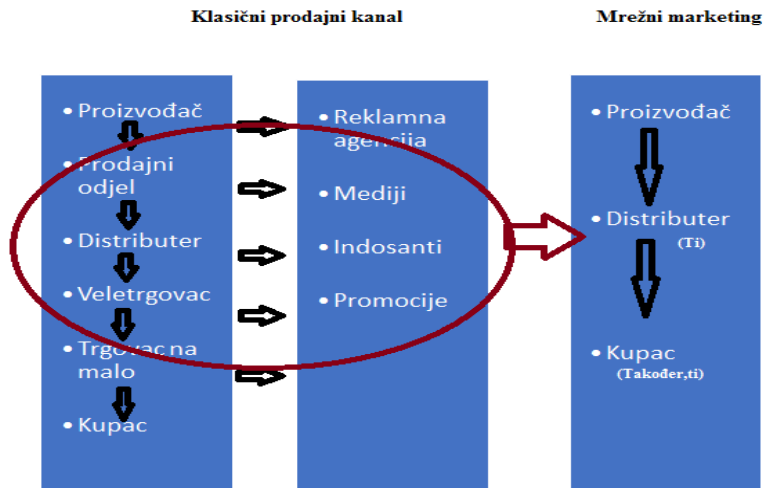 Klasični prodajni kanal
Mrežni marketing
• Proizvođač
• Prodajni
odjel
• Distributer
• Veletrgovac
• Trgovac na
malo
• Kupac
• Reklamna
agencija
• Mediji
• Indosanti
• Promocije
• Proizvođač
• Distributer
(Ti)
• Kupac
(Također,ti)